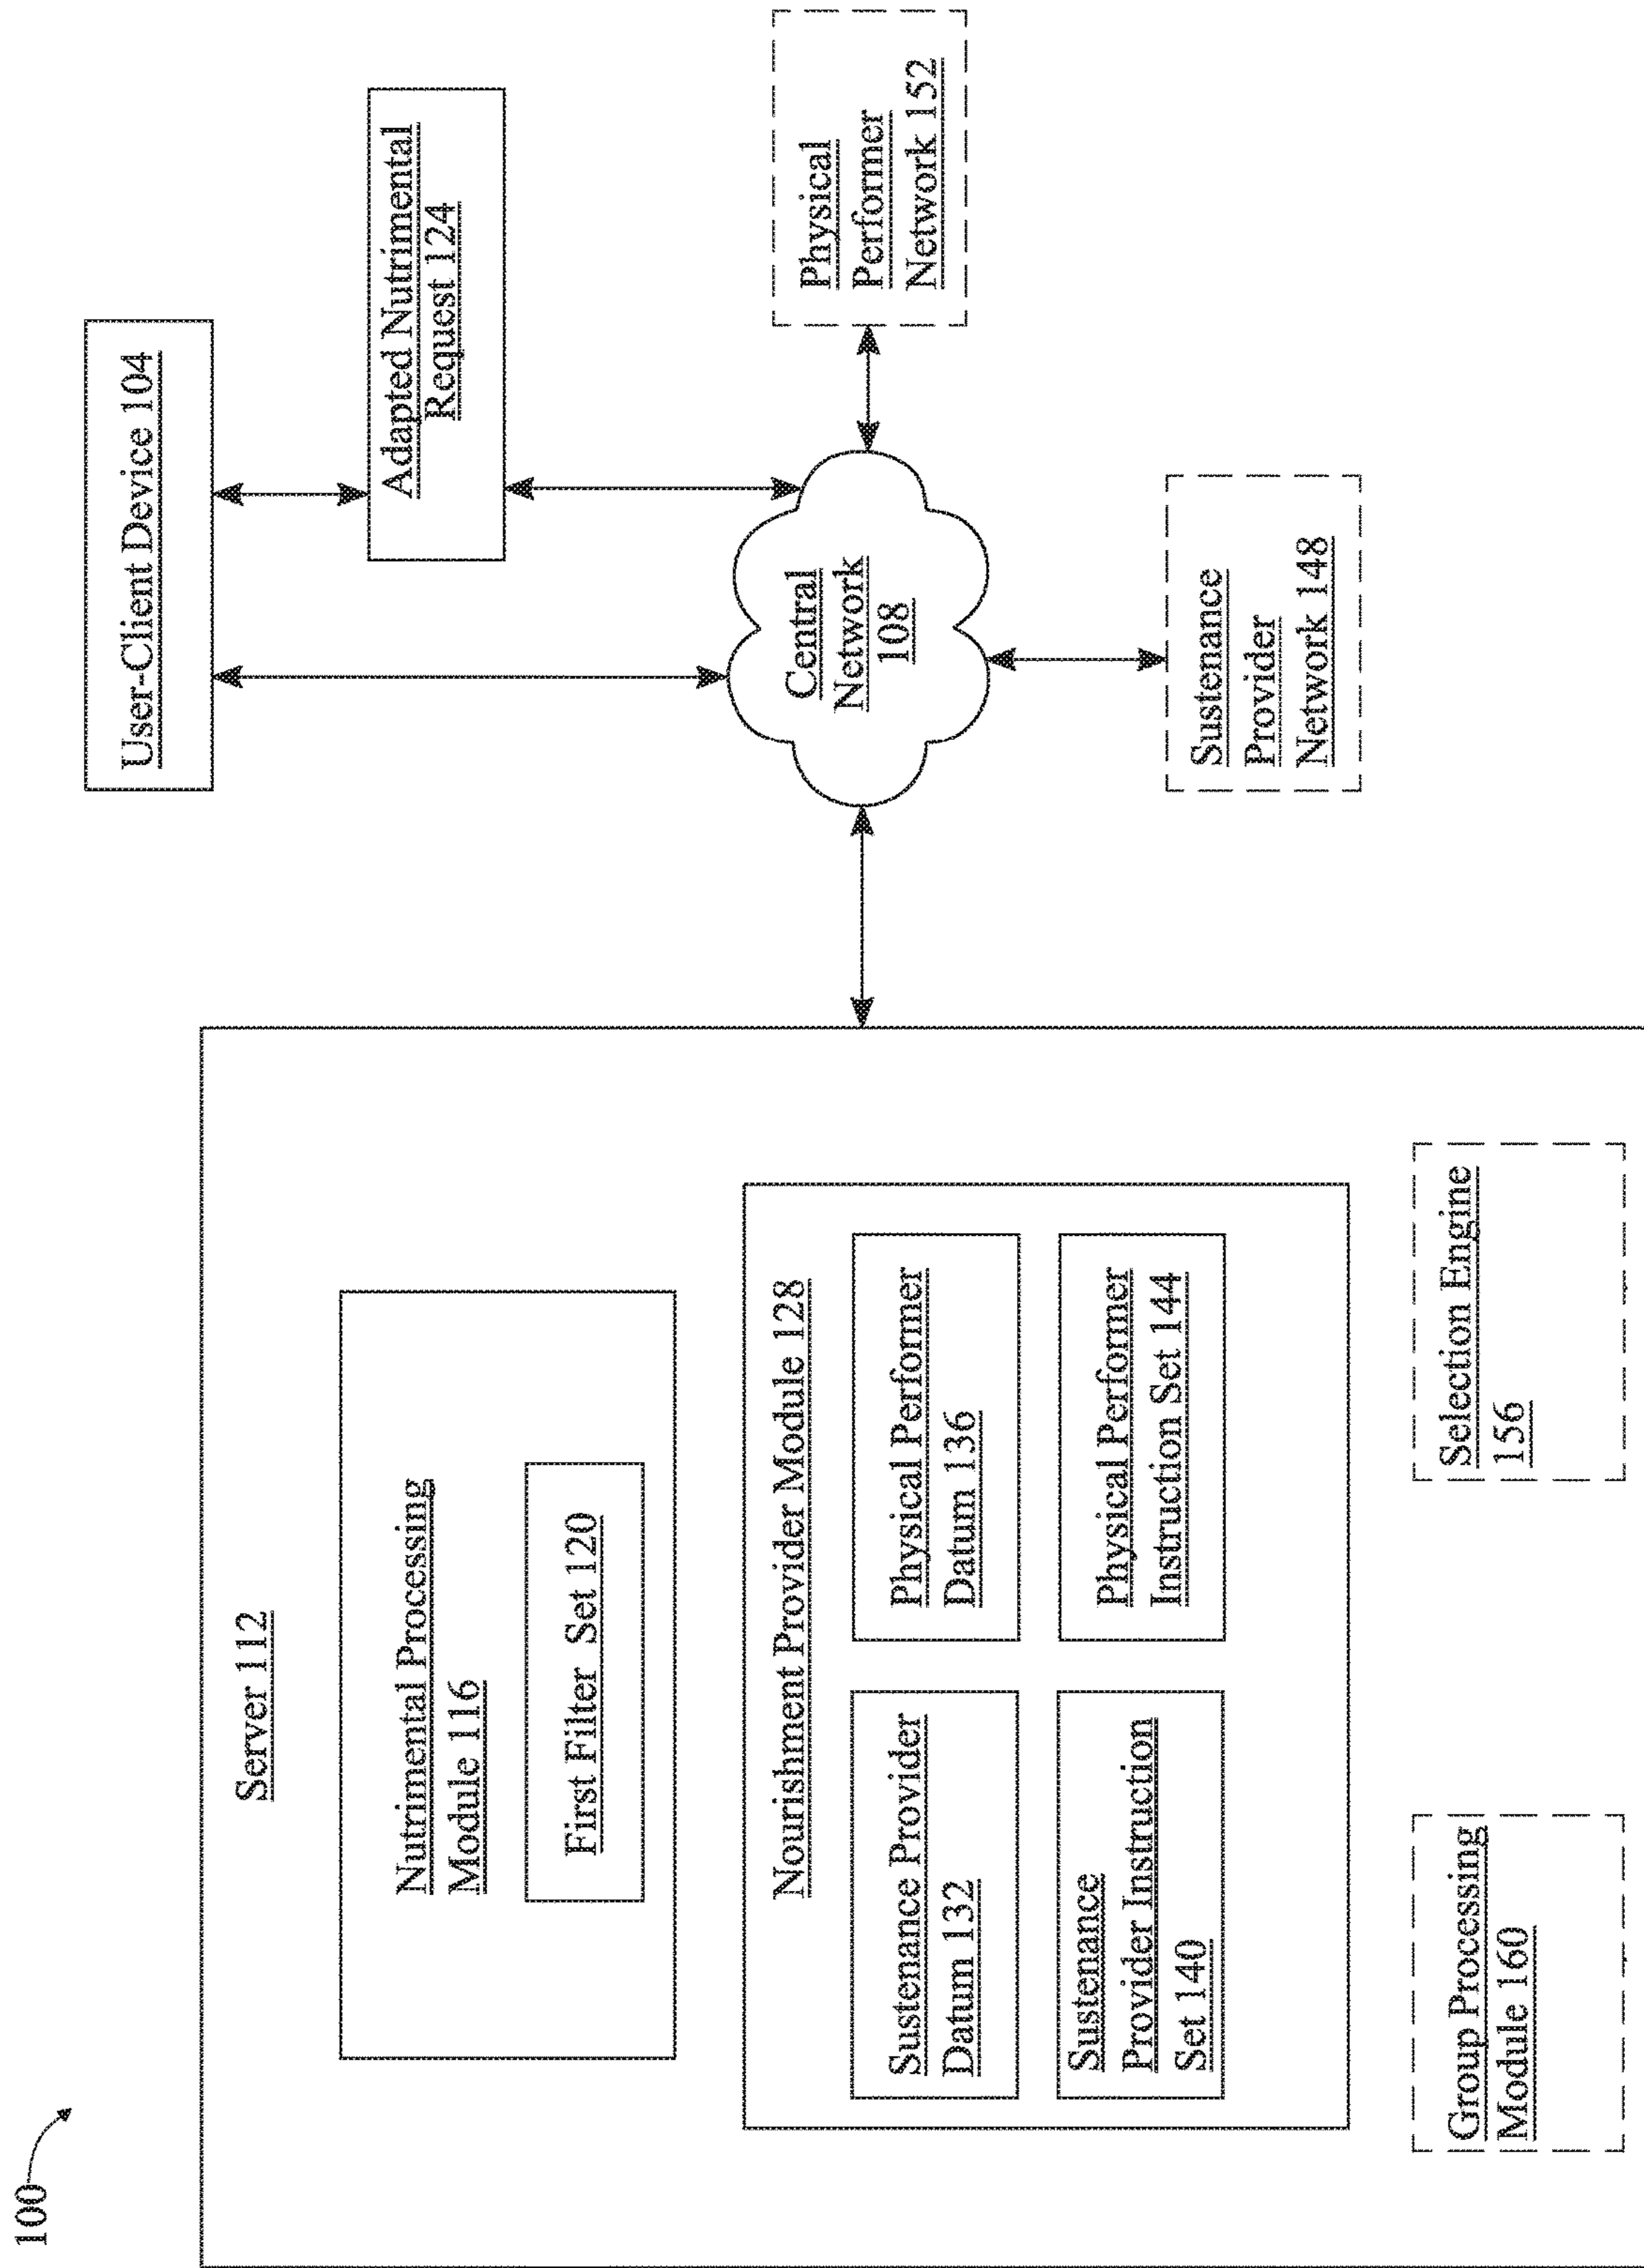 100
Server 112
Nutrimental Processing
Module 116
First Filter Set 120
Nourishment Provider Module 128
Sustenance Provider
Datum 132
Physical Performer
Datum 136
Sustenance
Provider Instruction
Set 140
Physical Performer
Instruction Set 144
Group Processing
Module 160
Selection Engine
156
User-Client Device 104
Adapted Nutrimental
Request 124
Central
Network
108
Physical
Performer
Network 152
Sustenance
Provider
Network 148